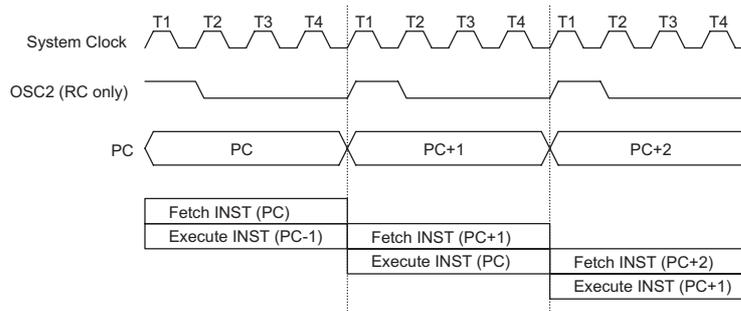 T1 T2 T3 T4 T1 T2 T3 T4 T1 T2 T3 T4
System Clock
OSC2 (RC only)
PC PC PC+1 PC+2
Fetch INST (PC)
Execute INST (PC-1) Fetch INST (PC+1)
Execute INST (PC) Fetch INST (PC+2)
Execute INST (PC+1)